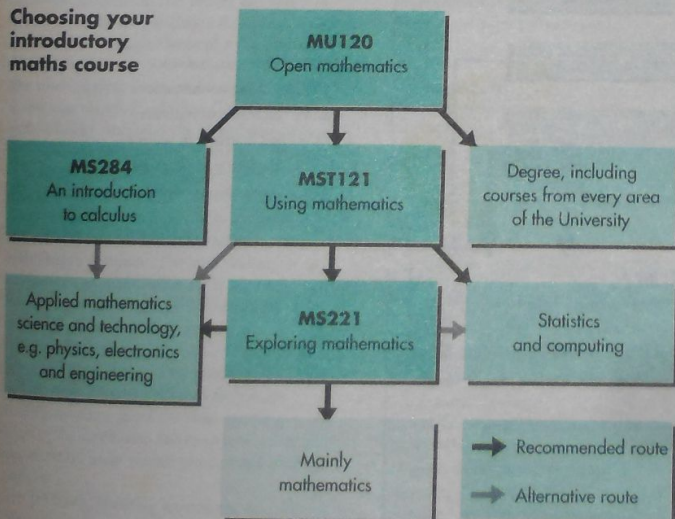 Choosing your
introductory
maths course
MU120
Open mathematics
MS284
An introduction
to calculus
MST121
Using mathematics
Degree, including
courses from every area
of the University
Applied mathematics
science and technology,
e.g. physics, electronics
and engineering
MS221
Exploring mathematics
Statistics
and computing
Mainly
mathematics
Recommended route
Alternative route